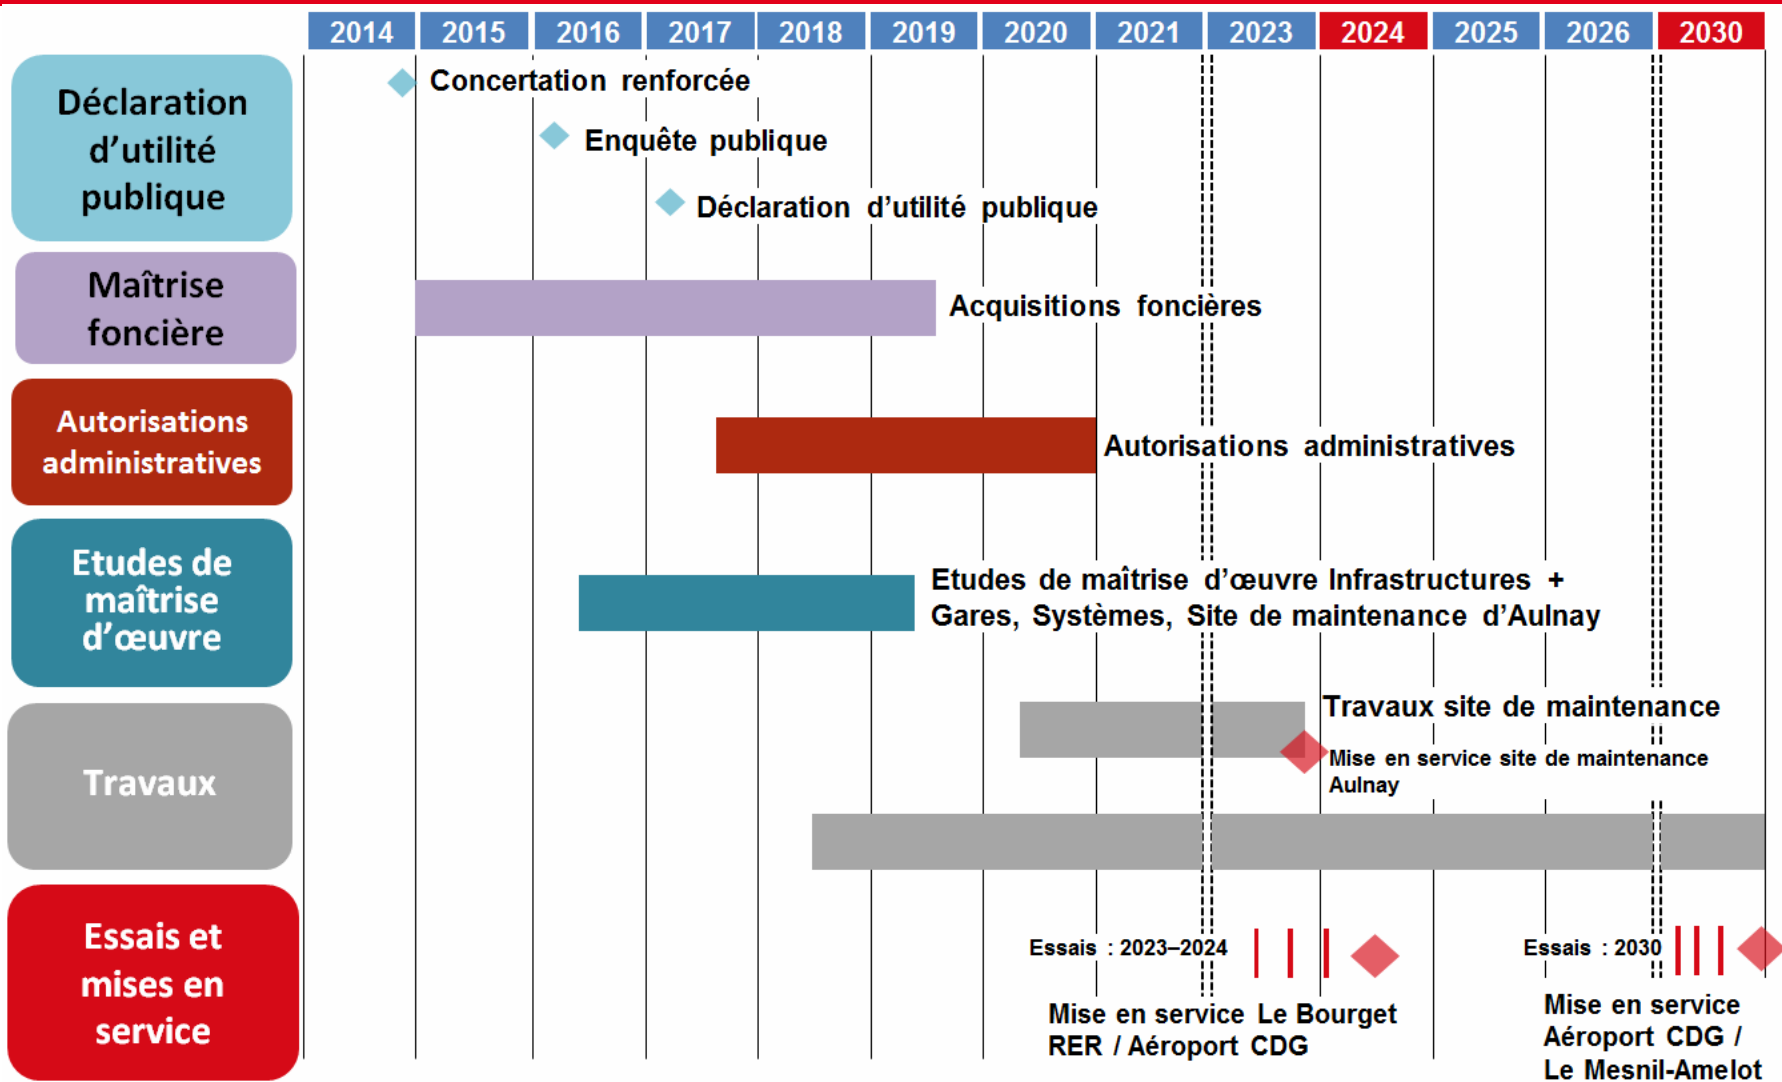 2014 2015 2016 2017 2018 2019 2020 2021 2023 2024 2025 2026 2030
Déclaration
d’utilité
publique
Concertation renforcée
Enquête publique
Déclaration d’utilité publique
Maîtrise
foncière
Acquisitions foncières
Autorisations
administratives
Autorisations administratives
Etudes de
maîtrise
d’œuvre
Etudes de maîtrise d’œuvre Infrastructures +
Gares, Systèmes, Site de maintenance d’Aulnay
Travaux
Travaux site de maintenance
Mise en service site de maintenance
Aulnay
Essais et
mises en
service
Essais : 2023–2024
Mise en service Le Bourget
RER / Aéroport CDG
Essais : 2030
Mise en service
Aéroport CDG /
Le Mesnil-Amelot